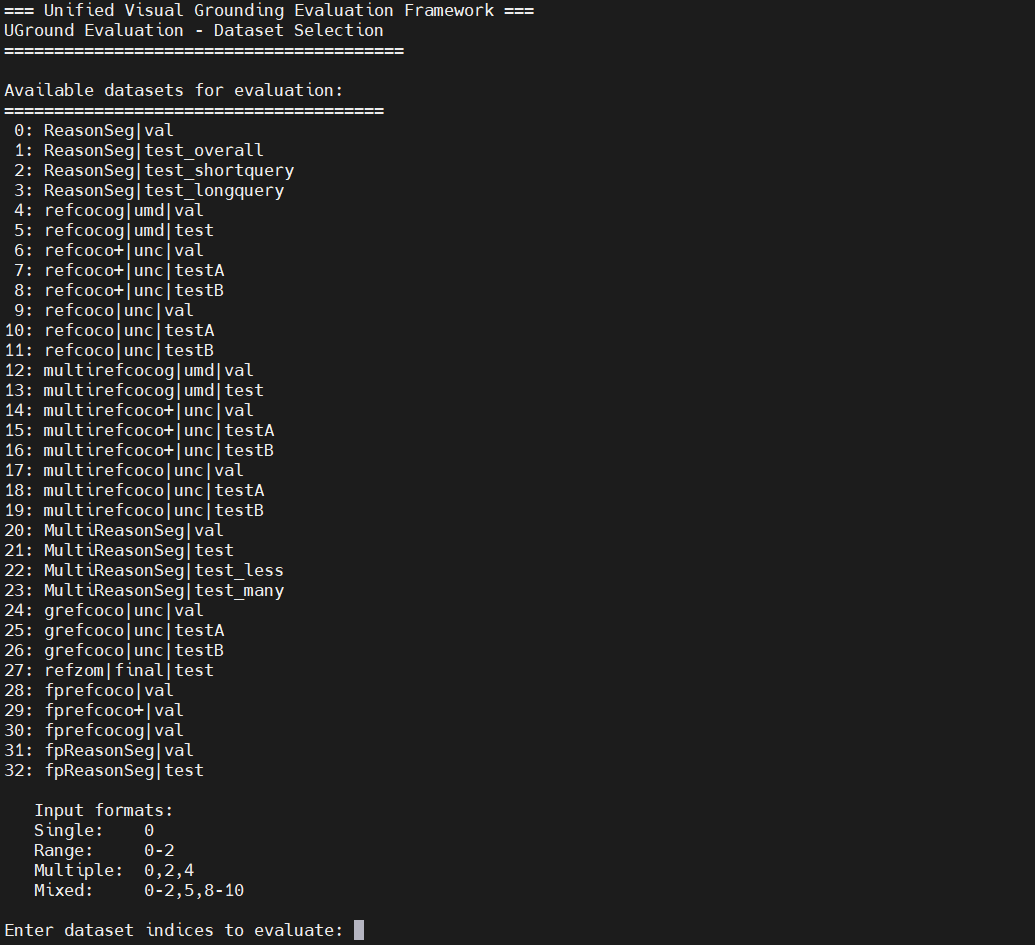 === Unified Visual Grounding Evaluation Framework ===
UGround Evaluation - Dataset Selection
========================================

Available datasets for evaluation:
======================================
 0: ReasonSeg|val
 1: ReasonSeg|test_overall
 2: ReasonSeg|test_shortquery
 3: ReasonSeg|test_longquery
 4: refcocog|umd|val
 5: refcocog|umd|test
 6: refcoco+|unc|val
 7: refcoco+|unc|testA
 8: refcoco+|unc|testB
 9: refcoco|unc|val
10: refcoco|unc|testA
11: refcoco|unc|testB
12: multirefcocog|umd|val
13: multirefcocog|umd|test
14: multirefcoco+|unc|val
15: multirefcoco+|unc|testA
16: multirefcoco+|unc|testB
17: multirefcoco|unc|val
18: multirefcoco|unc|testA
19: multirefcoco|unc|testB
20: MultiReasonSeg|val
21: MultiReasonSeg|test
22: MultiReasonSeg|test_less
23: MultiReasonSeg|test_many
24: grefcoco|unc|val
25: grefcoco|unc|testA
26: grefcoco|unc|testB
27: refzom|final|test
28: fprefcoco|val
29: fprefcoco+|val
30: fprefcocog|val
31: fpReasonSeg|val
32: fpReasonSeg|test

   Input formats:
   Single:    0
   Range:     0-2
   Multiple:  0,2,4
   Mixed:     0-2,5,8-10

Enter dataset indices to evaluate: